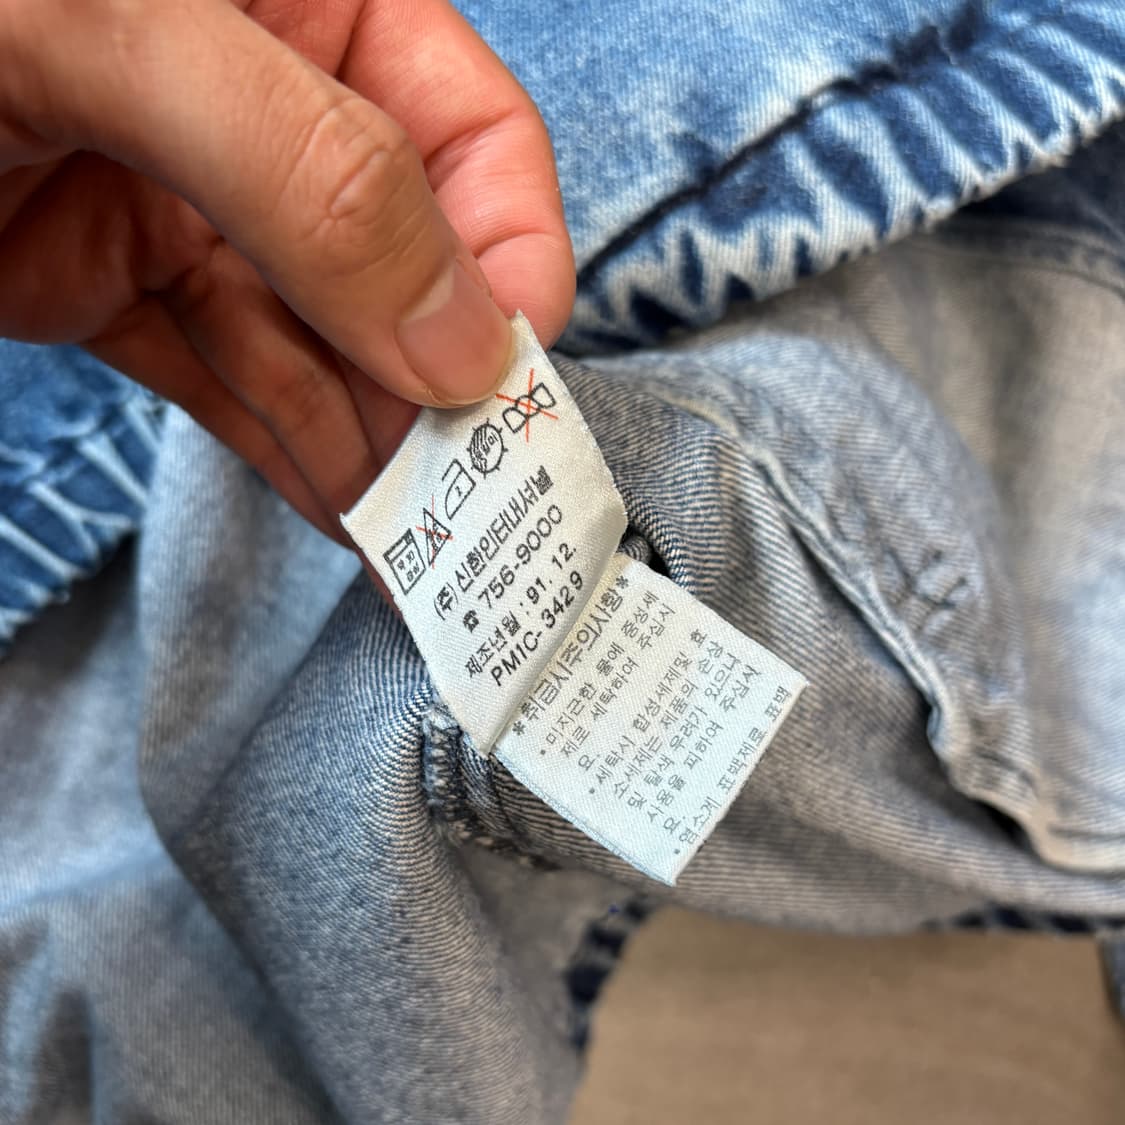 (주)신한인터내셔널
☎ 756-9000
제조년월 : 91. 12.
PM1C- 3429
*취급시주의사항*
· 미지근한 물에 중성세
제로 세탁하여 주십시
요.
· 세탁시 합성세제및 효
소세제는 제품의 손상
및 탈색 우려가 있으니
사용을 피하여 주십시
요.
· 염소계 표백제로 표백